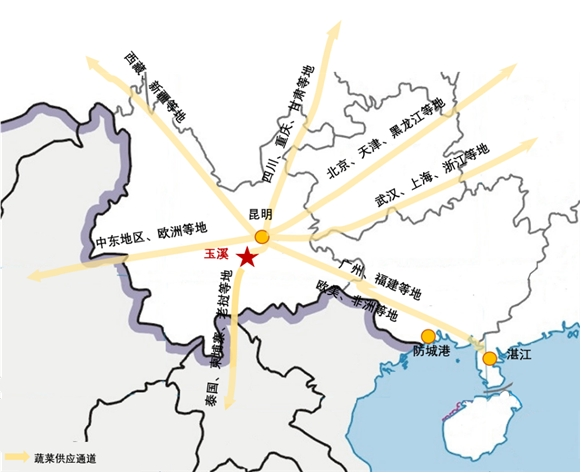 西藏、新疆等地
四川、重庆、甘肃等地
北京、天津、黑龙江等地
武汉、上海、浙江等地
昆明
中东地区、欧洲等地
玉溪
广州、福建等地
欧美、非洲等地
泰国、柬埔寨、老挝等地
防城港
湛江
蔬菜供应通道